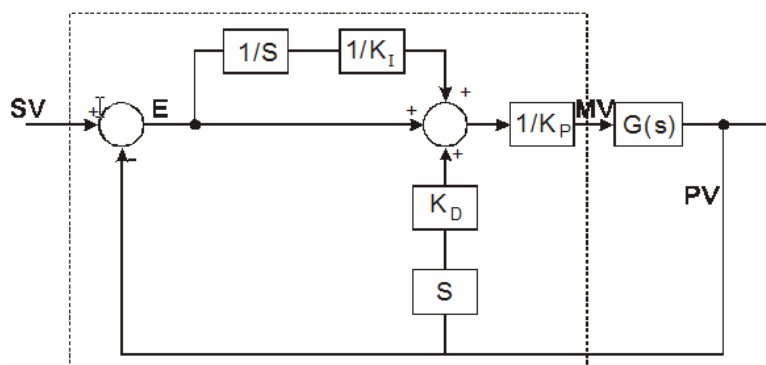 1/S
1/K_I
SV
+
E
+
+
1/K_P
MV
G(s)
-
+
PV
K_D
S